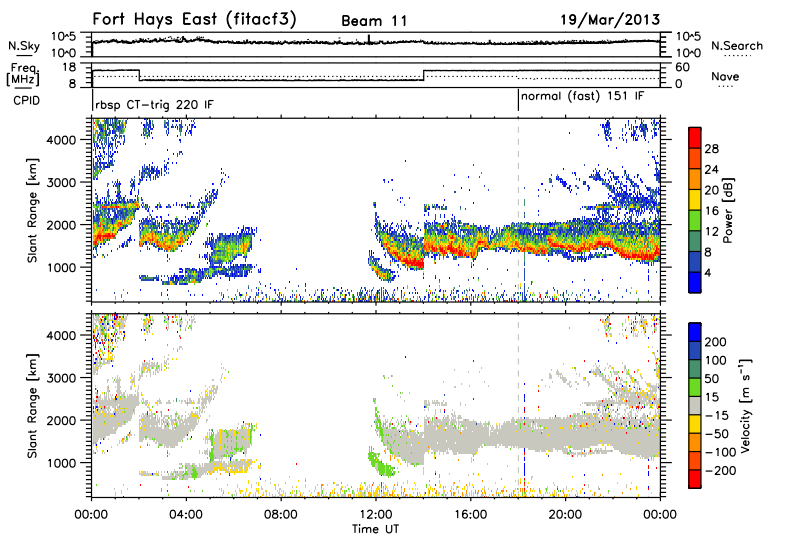 Fort Hays East (fitacf3) Beam 11 19/Mar/2013
N.Sky 10^5 10^0 10^5 10^0 N.Search
Freq. [MHz] 18 8 60 0 Nave
CPID rbsp CT-trig 220 IF normal (fast) 151 IF
Slant Range [km]
4000
3000
2000
1000
28
24
20
16
12
8
4
Power [dB]
Slant Range [km]
4000
3000
2000
1000
200
100
50
15
-15
-50
-100
-200
Velocity [m s⁻¹]
00:00 04:00 08:00 12:00 16:00 20:00 00:00
Time UT